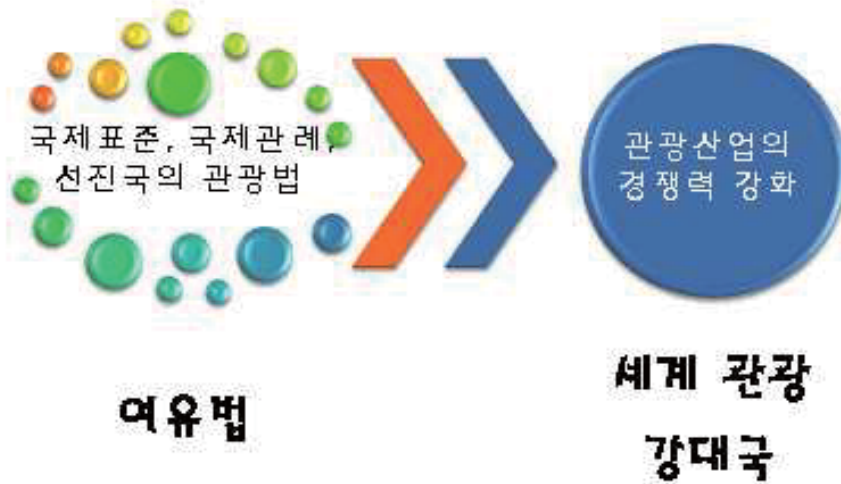 국제표준, 국제관례,
선진국의 관광법
관광산업의
경쟁력 강화
여유법
세계 관광
강대국